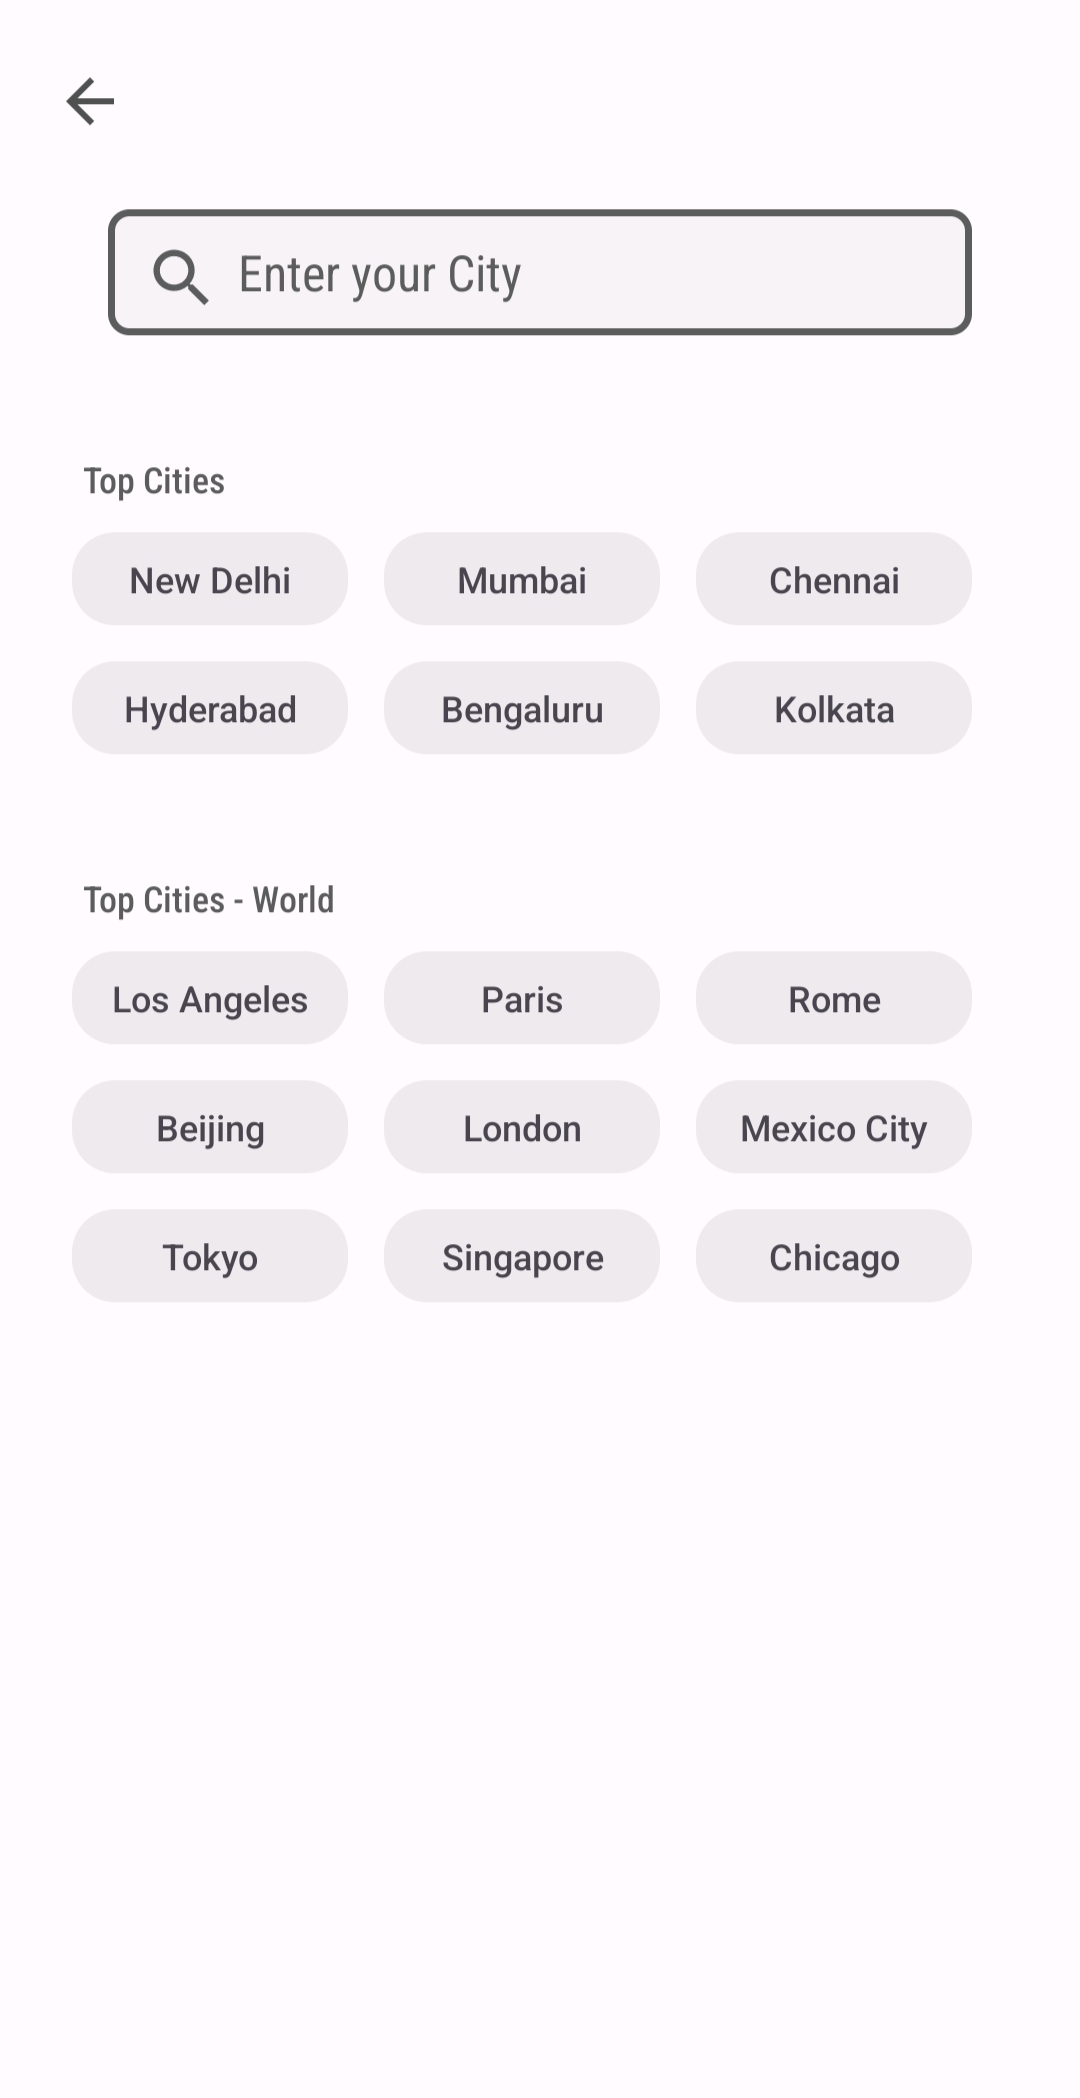 Enter your City
Top Cities
New Delhi Mumbai Chennai
Hyderabad Bengaluru Kolkata
Top Cities - World
Los Angeles Paris Rome
Beijing London Mexico City
Tokyo Singapore Chicago